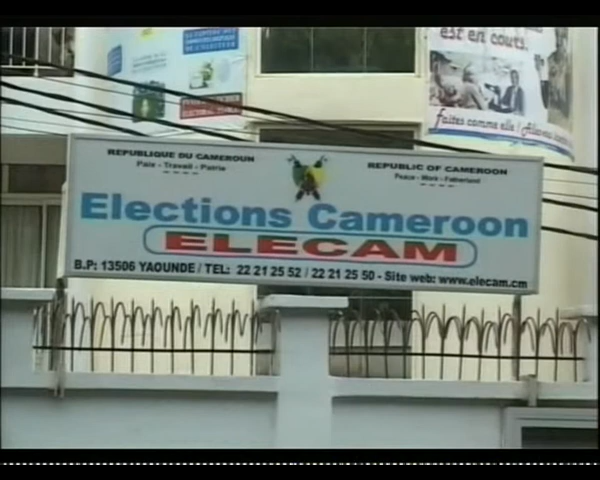 est en cours.
faites comme elle !
REPUBLIQUE DU CAMEROUN
Paix - Travail - Patrie
REPUBLIC OF CAMEROON
Peace - Work - Fatherland
Elections Cameroon
ELECAM
B.P: 13506 YAOUNDE / TEL: 22 21 25 52 / 22 21 25 50 - Site web: www.elecam.cm